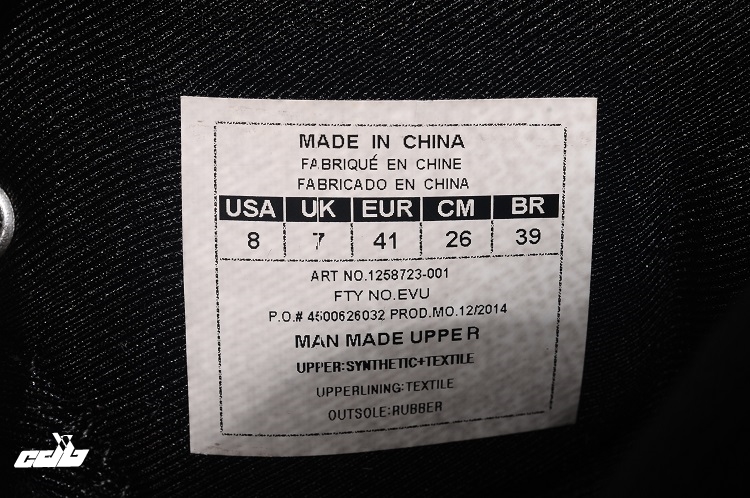 MADE IN CHINA
FABRIQUÉ EN CHINE
FABRICADO EN CHINA
USA UK EUR CM BR
8 7 41 26 39
ART NO.1258723-001
FTY NO.EVU
P.O.# 4500626032 PROD.MO.12/2014
MAN MADE UPPER
UPPER:SYNTHETIC+TEXTILE
UPPERLINING:TEXTILE
OUTSOLE:RUBBER
cdb